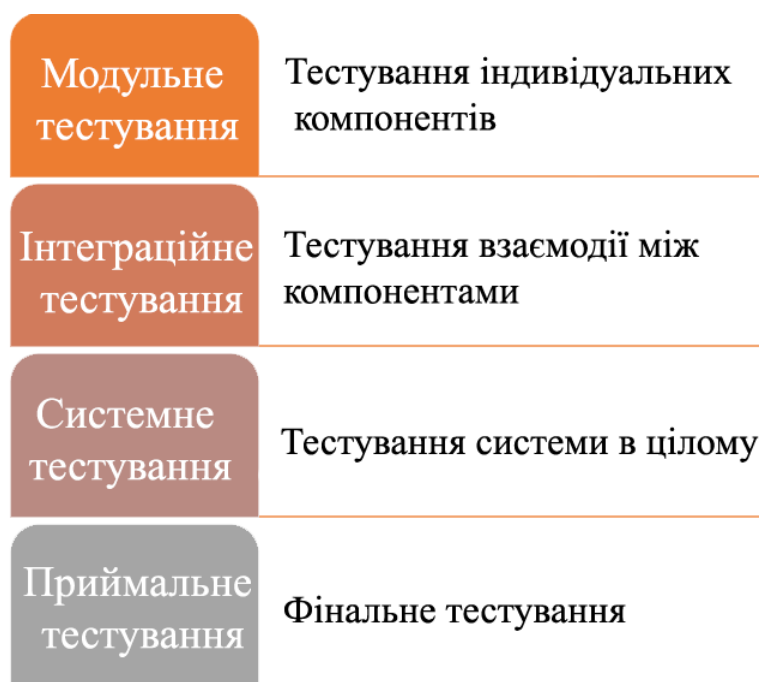 Модульне
тестування
Тестування індивідуальних
компонентів
Інтеграційне
тестування
Тестування взаємодії між
компонентами
Системне
тестування
Тестування системи в цілому
Приймальне
тестування
Фінальне тестування